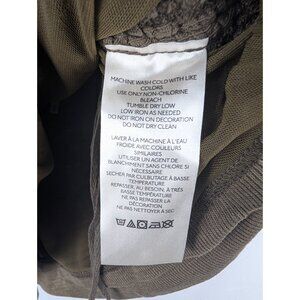 MACHINE WASH COLD WITH LIKE
COLORS
USE ONLY NON-CHLORINE
BLEACH
TUMBLE DRY LOW
LOW IRON AS NEEDED
DO NOT IRON ON DECORATION
DO NOT DRY CLEAN
LAVER À LA MACHINE À L'EAU
FROIDE AVEC COULEURS
SIMILAIRES
UTILISER UN AGENT DE
BLANCHIMENT SANS CHLORE SI
NÉCESSAIRE
SÉCHER PAR CULBUTAGE À BASSE
TEMPÉRATURE
REPASSER, AU BESOIN, À TRÈS
BASSE TEMPÉRATURE
NE PAS REPASSER LA
DÉCORATION
NE PAS NETTOYER À SEC